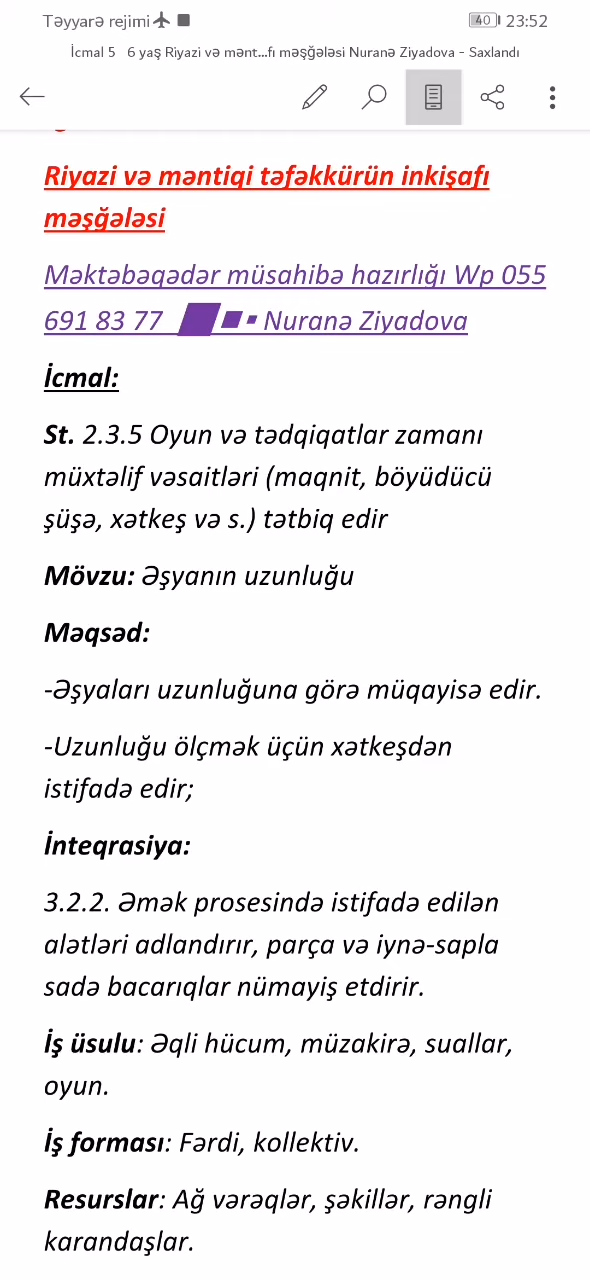 Təyyarə rejimi 40 23:52
İcmal 5 6 yaş Riyazi və mənt...fı məşğələsi Nuranə Ziyadova - Saxlandı
Riyazi və məntiqi təfəkkürün inkişafı
məşğələsi
Məktəbəqədər müsahibə hazırlığı Wp 055
691 83 77 Nuranə Ziyadova
İcmal:
St. 2.3.5 Oyun və tədqiqatlar zamanı
müxtəlif vəsaitləri (maqnit, böyüdücü
şüşə, xətkeş və s.) tətbiq edir
Mövzu: Əşyanın uzunluğu
Məqsəd:
-Əşyaları uzunluğuna görə müqayisə edir.
-Uzunluğu ölçmək üçün xətkeşdən
istifadə edir;
İnteqrasiya:
3.2.2. Əmək prosesində istifadə edilən
alətləri adlandırır, parça və iynə-sapla
sadə bacarıqlar nümayiş etdirir.
İş üsulu: Əqli hücum, müzakirə, suallar,
oyun.
İş forması: Fərdi, kollektiv.
Resurslar: Ağ vərəqlər, şəkillər, rəngli
karandaşlar.